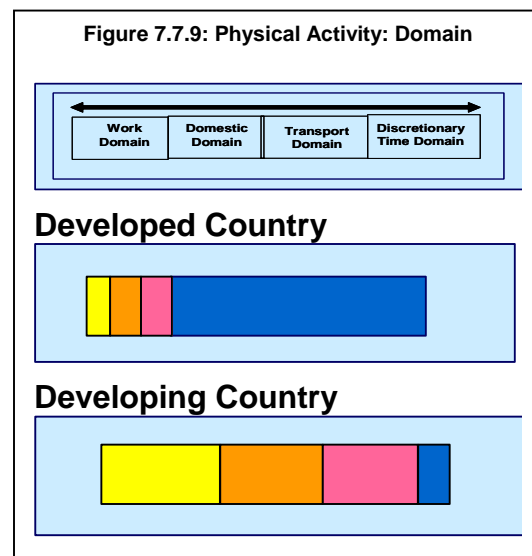 Figure 7.7.9: Physical Activity: Domain
Work Domain
Domestic Domain
Transport Domain
Discretionary Time Domain
Developed Country
Developing Country